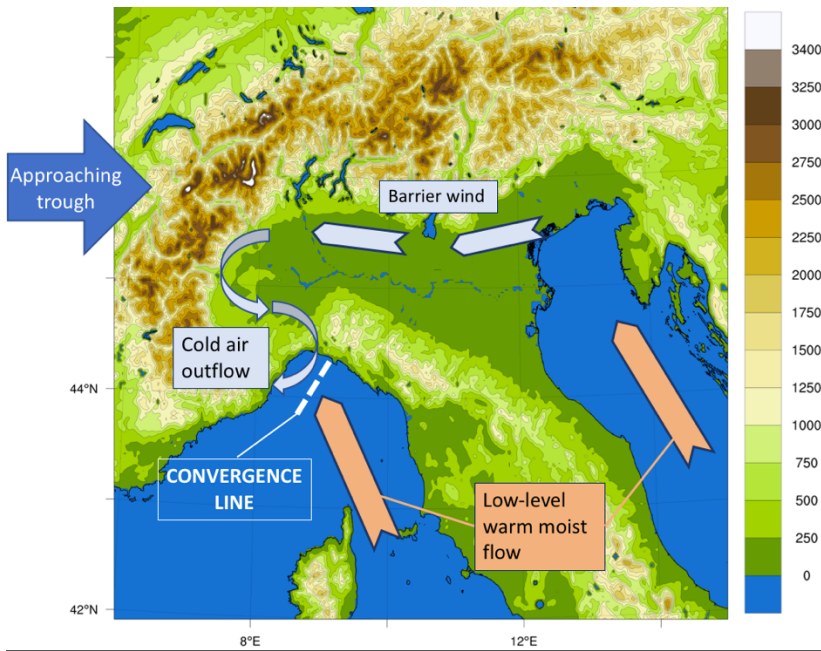 Approaching
trough
Barrier wind
Cold air
outflow
CONVERGENCE
LINE
Low-level
warm moist
flow
44°N
42°N
8°E
12°E
3400
3250
3000
2750
2500
2250
2000
1750
1500
1250
1000
750
500
250
0